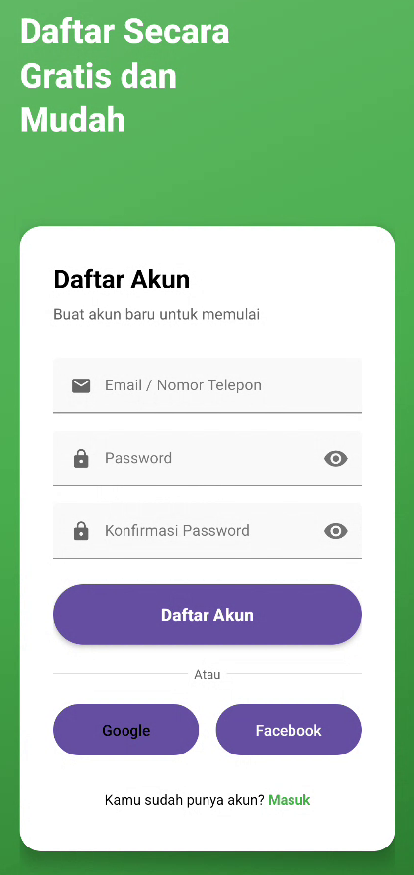 Daftar Secara
Gratis dan
Mudah
Daftar Akun
Buat akun baru untuk memulai
Email / Nomor Telepon
Password
Konfirmasi Password
Daftar Akun
Atau
Google
Facebook
Kamu sudah punya akun? Masuk